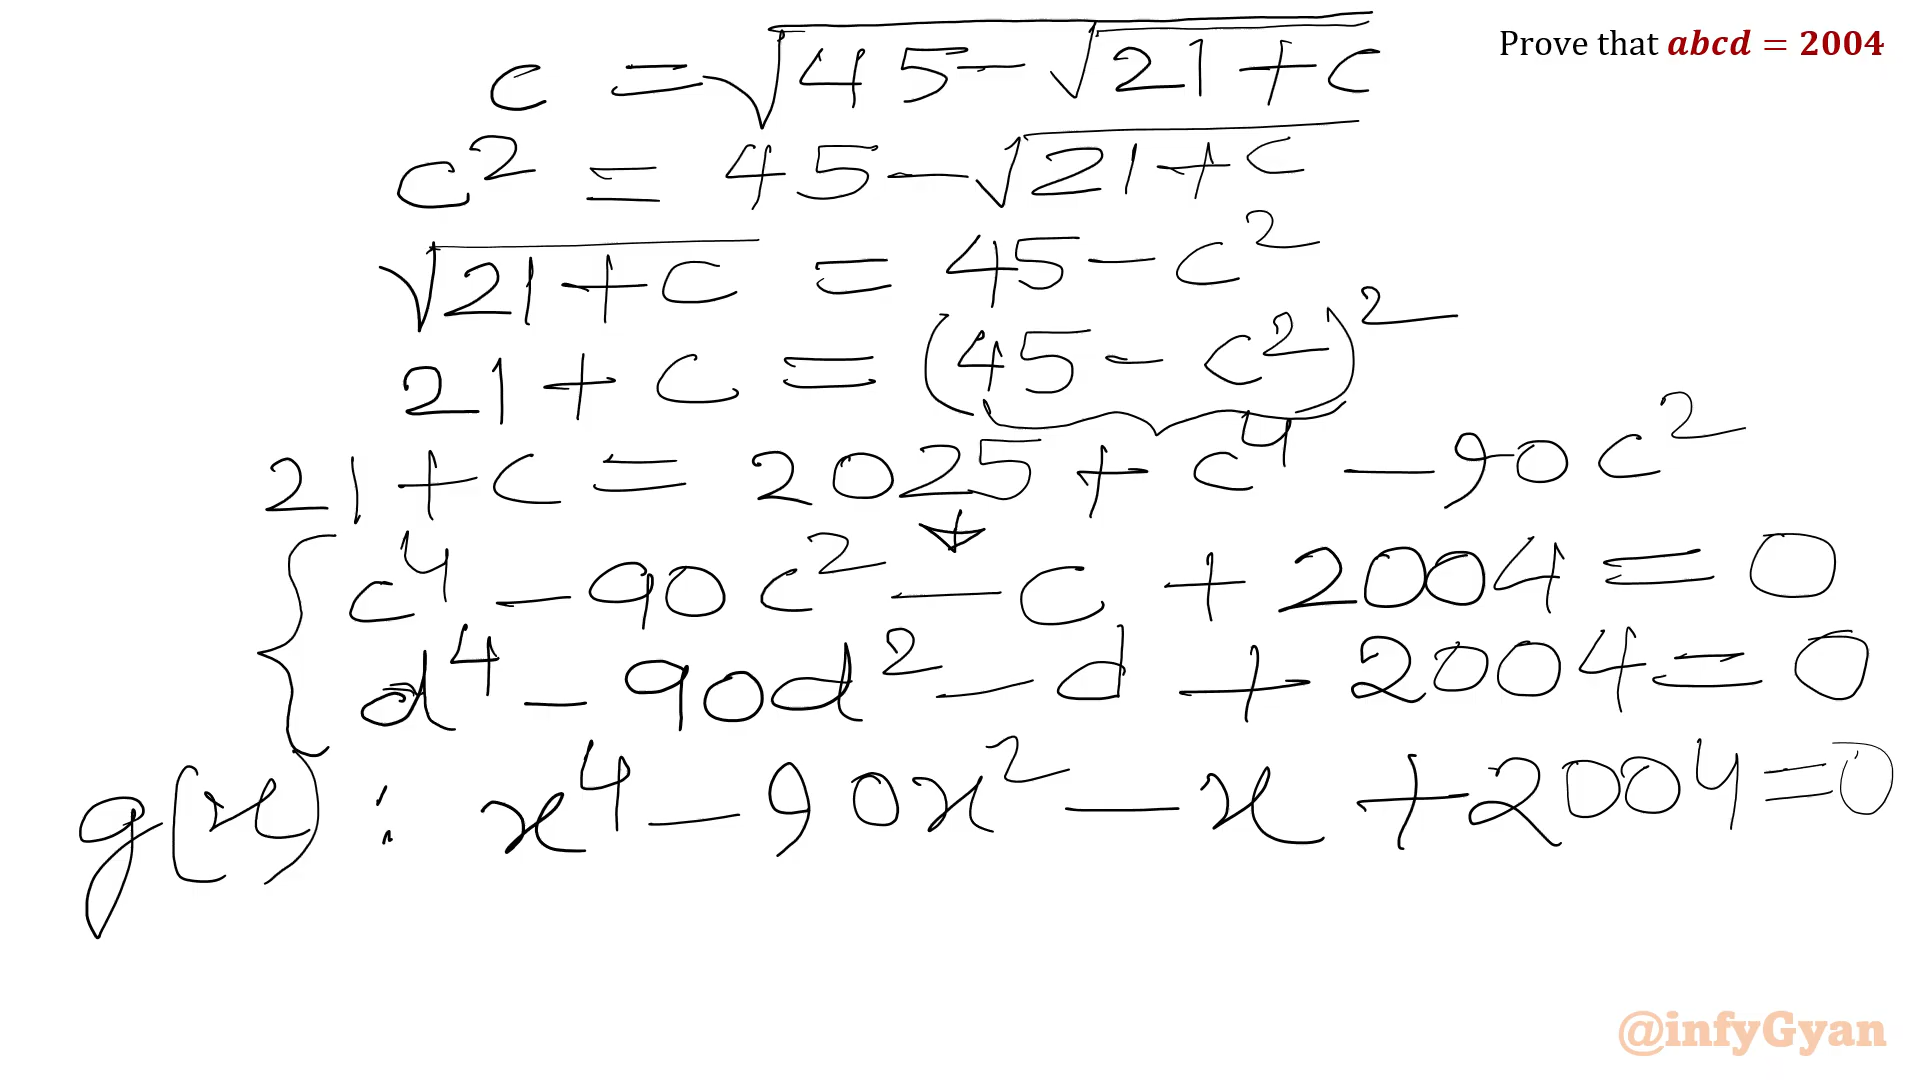 Prove that abcd = 2004
c = √(45 − √(21 + c))
c² = 45 − √(21 + c)
√(21 + c) = 45 − c²
21 + c = (45 − c²)²
21 + c = 2025 + c⁴ − 90c²
c⁴ − 90c² − c + 2004 = 0
d⁴ − 90d² − d + 2004 = 0
g(x) : x⁴ − 90x² − x + 2004 = 0
@infyGyan